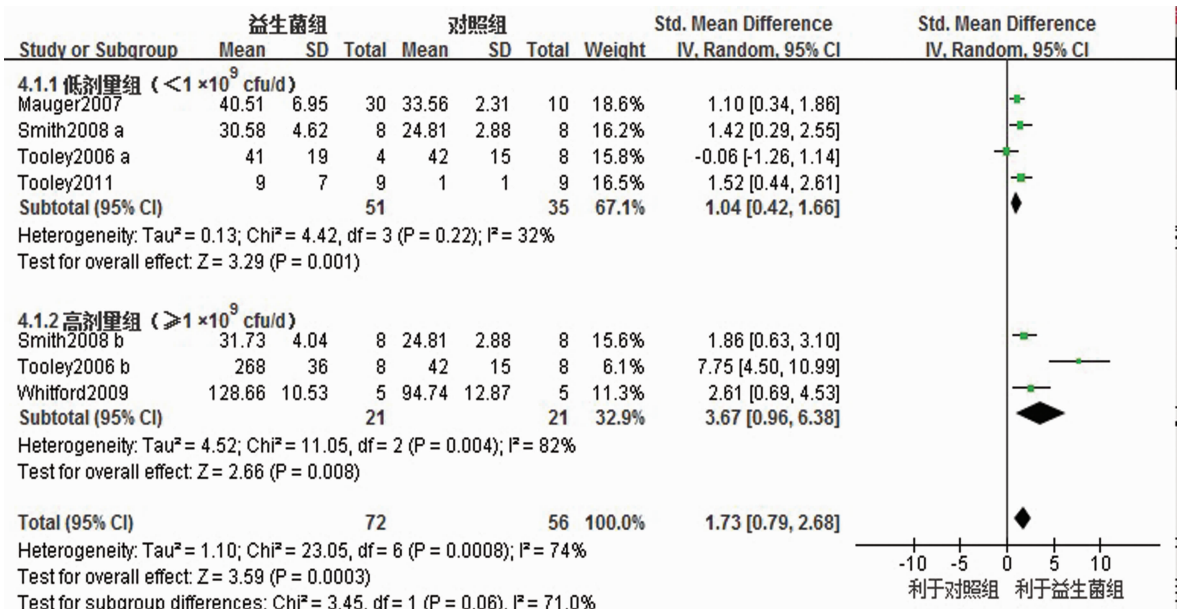 益生菌组 对照组 Std. Mean Difference Std. Mean Difference
Study or Subgroup Mean SD Total Mean SD Total Weight IV, Random, 95% CI IV, Random, 95% CI
4.1.1 低剂量组（＜1 ×10⁹ cfu/d）
Mauger2007 40.51 6.95 30 33.56 2.31 10 18.6% 1.10 [0.34, 1.86]
Smith2008 a 30.58 4.62 8 24.81 2.88 8 16.2% 1.42 [0.29, 2.55]
Tooley2006 a 41 19 4 42 15 8 15.8% -0.06 [-1.26, 1.14]
Tooley2011 9 7 9 1 1 9 16.5% 1.52 [0.44, 2.61]
Subtotal (95% CI) 51 35 67.1% 1.04 [0.42, 1.66]
Heterogeneity: Tau² = 0.13; Chi² = 4.42, df = 3 (P = 0.22); I² = 32%
Test for overall effect: Z = 3.29 (P = 0.001)
4.1.2 高剂量组（⩾1 ×10⁹ cfu/d）
Smith2008 b 31.73 4.04 8 24.81 2.88 8 15.6% 1.86 [0.63, 3.10]
Tooley2006 b 268 36 8 42 15 8 6.1% 7.75 [4.50, 10.99]
Whitford2009 128.66 10.53 5 94.74 12.87 5 11.3% 2.61 [0.69, 4.53]
Subtotal (95% CI) 21 21 32.9% 3.67 [0.96, 6.38]
Heterogeneity: Tau² = 4.52; Chi² = 11.05, df = 2 (P = 0.004); I² = 82%
Test for overall effect: Z = 2.66 (P = 0.008)
Total (95% CI) 72 56 100.0% 1.73 [0.79, 2.68]
Heterogeneity: Tau² = 1.10; Chi² = 23.05, df = 6 (P = 0.0008); I² = 74%
Test for overall effect: Z = 3.59 (P = 0.0003)
Test for subgroup differences: Chi² = 3.45, df = 1 (P = 0.06), I² = 71.0%
-10 -5 0 5 10
利于对照组 利于益生菌组